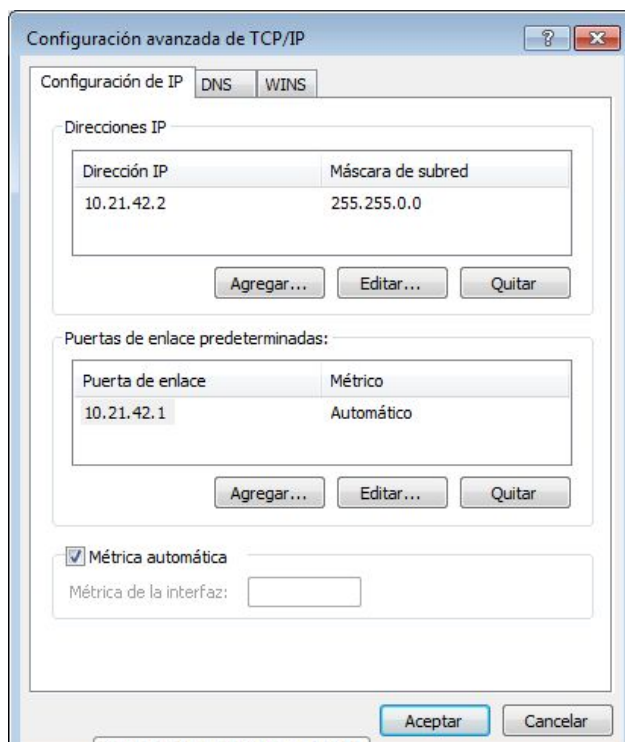 Configuración avanzada de TCP/IP
Configuración de IP DNS WINS
Direcciones IP
Dirección IP Máscara de subred
10.21.42.2 255.255.0.0
Agregar... Editar... Quitar
Puertas de enlace predeterminadas:
Puerta de enlace Métrico
10.21.42.1 Automático
Agregar... Editar... Quitar
Métrica automática
Métrica de la interfaz:
Aceptar Cancelar